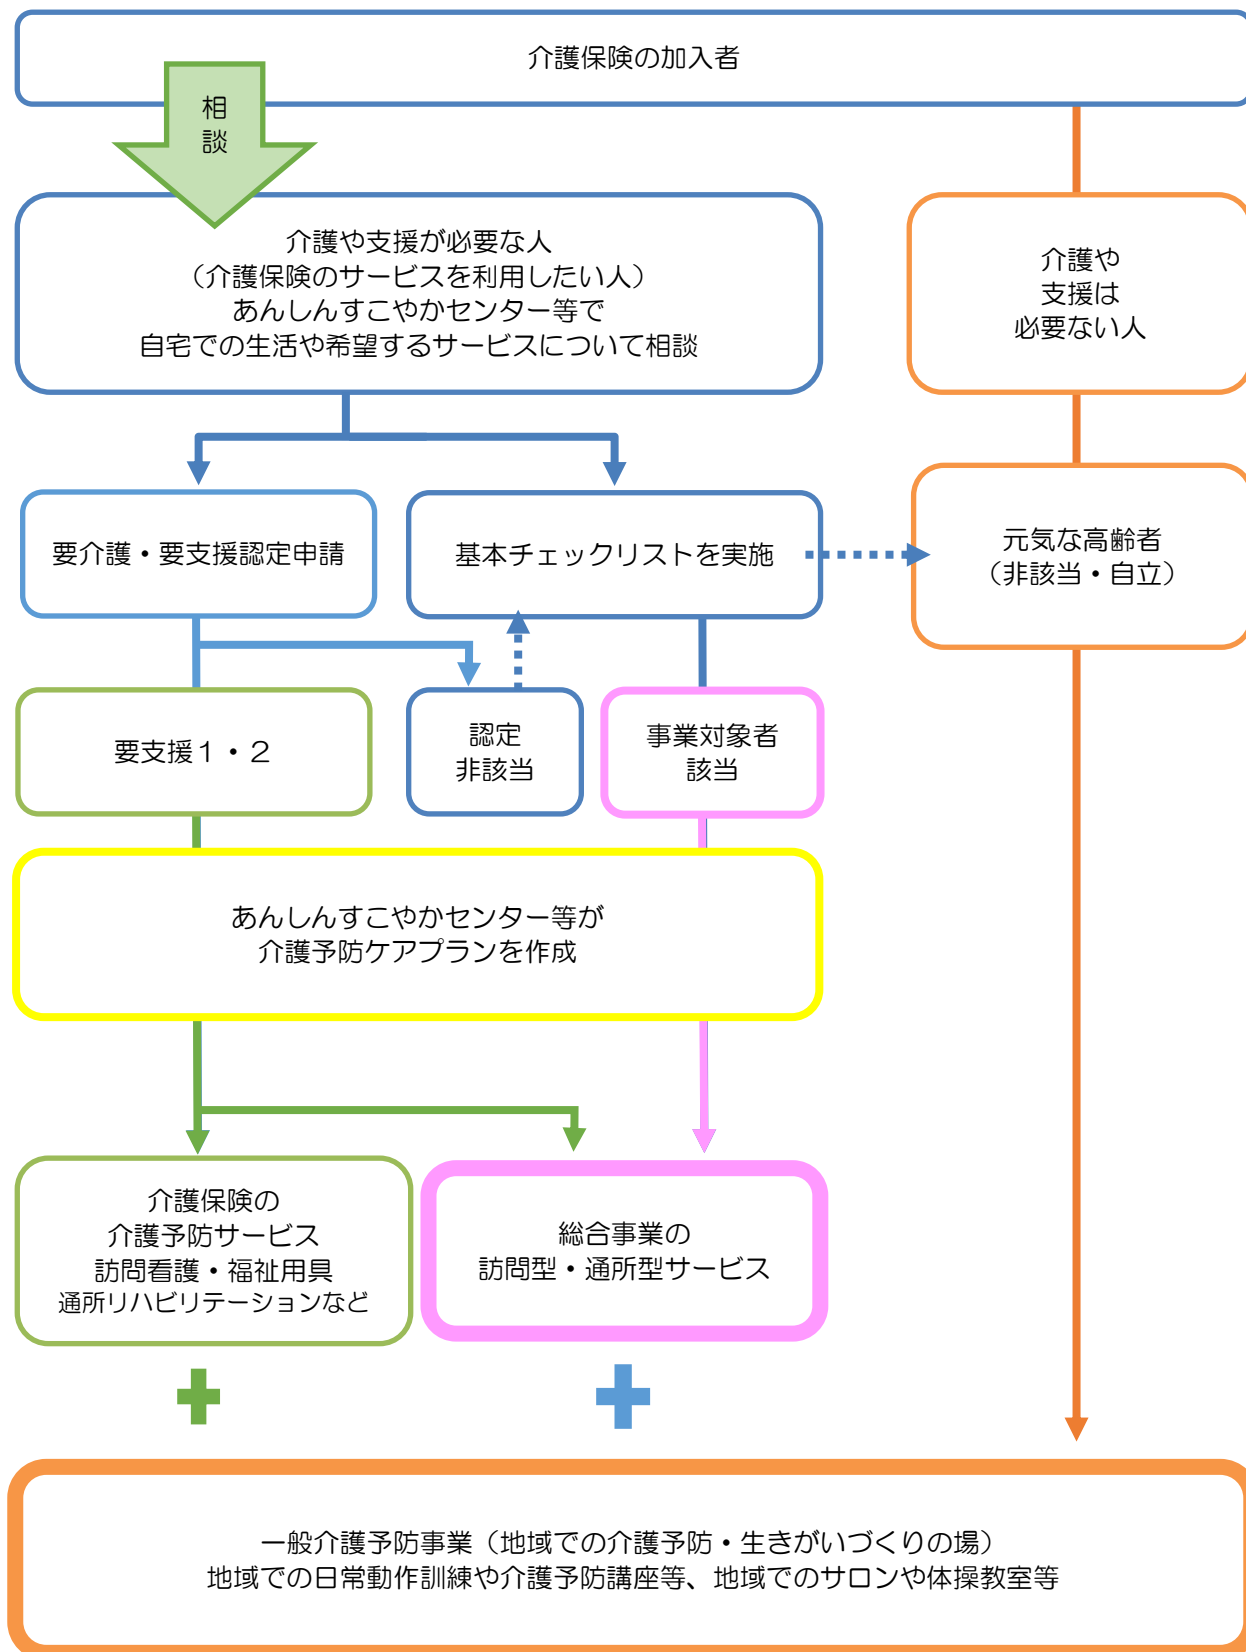 介護保険の加入者
相
談
介護や支援が必要な人
（介護保険のサービスを利用したい人）
あんしんすこやかセンター等で
自宅での生活や希望するサービスについて相談
介護や
支援は
必要ない人
要介護・要支援認定申請
基本チェックリストを実施
元気な高齢者
（非該当・自立）
要支援１・２
認定
非該当
事業対象者
該当
あんしんすこやかセンター等が
介護予防ケアプランを作成
介護保険の
介護予防サービス
訪問看護・福祉用具
通所リハビリテーションなど
総合事業の
訪問型・通所型サービス
一般介護予防事業（地域での介護予防・生きがいづくりの場）
地域での日常動作訓練や介護予防講座等、地域でのサロンや体操教室等